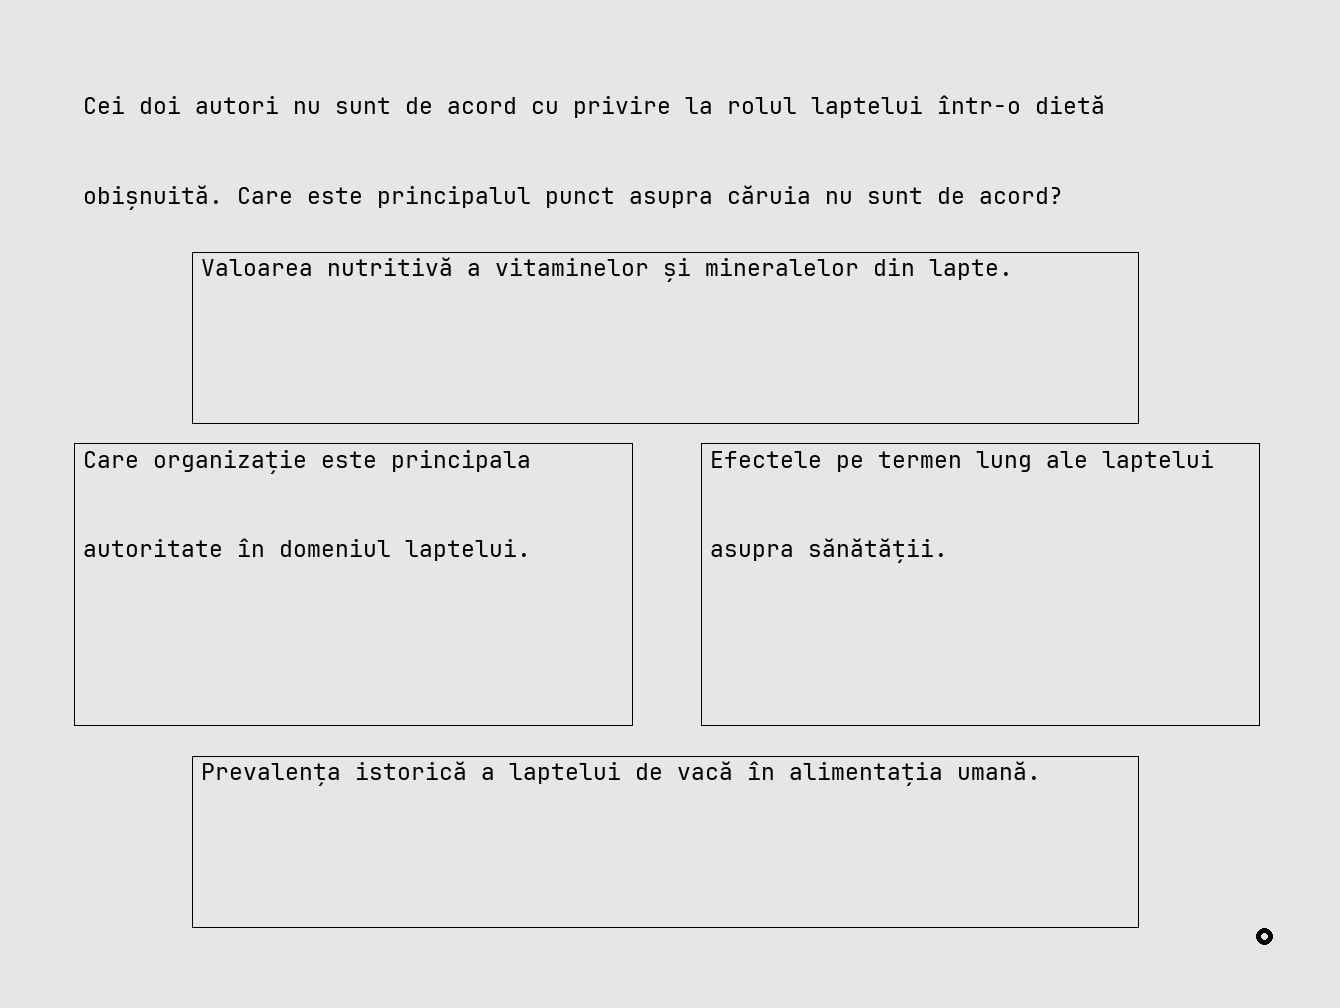 Cei doi autori nu sunt de acord cu privire la rolul laptelui într-o dietă
obișnuită. Care este principalul punct asupra căruia nu sunt de acord?
Valoarea nutritivă a vitaminelor și mineralelor din lapte.
Care organizație este principala
autoritate în domeniul laptelui.
Efectele pe termen lung ale laptelui
asupra sănătății.
Prevalența istorică a laptelui de vacă în alimentația umană.